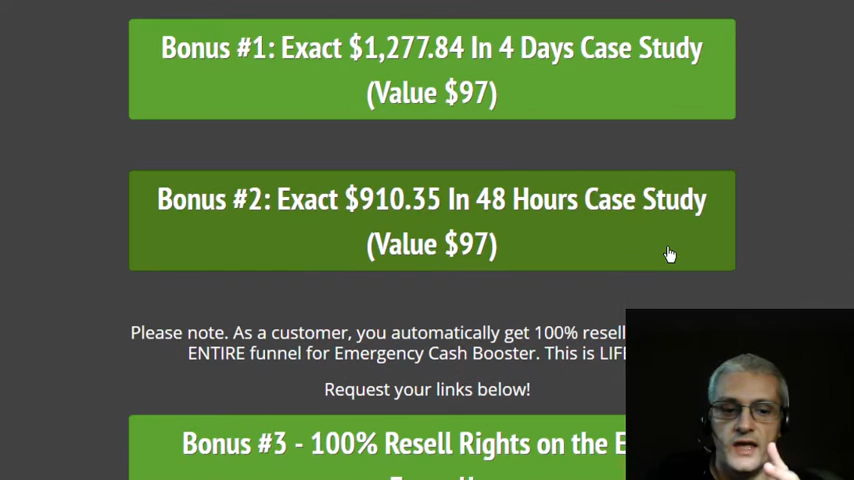 Bonus #1: Exact $1,277.84 In 4 Days Case Study
(Value $97)
Bonus #2: Exact $910.35 In 48 Hours Case Study
(Value $97)
Please note. As a customer, you automatically get 100% resell
ENTIRE funnel for Emergency Cash Booster. This is
Request your links below!
Bonus #3 - 100% Resell Rights on the